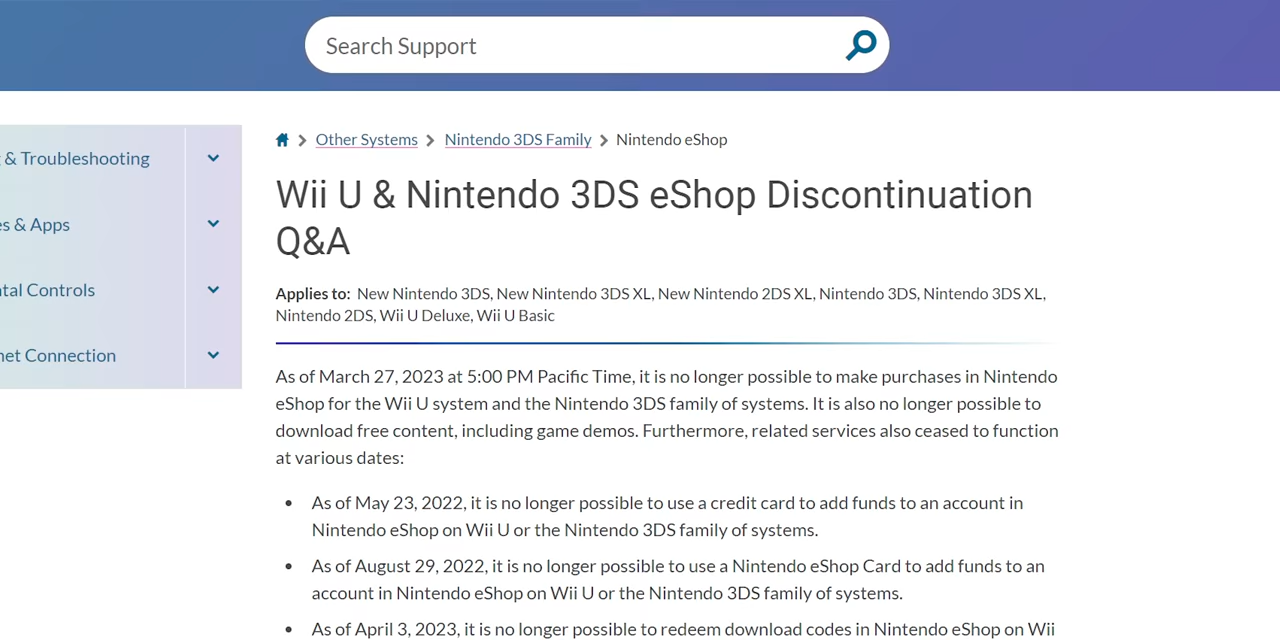 Search Support
Other Systems > Nintendo 3DS Family > Nintendo eShop
& Troubleshooting
& Apps
Controls
Connection
Wii U & Nintendo 3DS eShop Discontinuation
Q&A
Applies to: New Nintendo 3DS, New Nintendo 3DS XL, New Nintendo 2DS XL, Nintendo 3DS, Nintendo 3DS XL,
Nintendo 2DS, Wii U Deluxe, Wii U Basic
As of March 27, 2023 at 5:00 PM Pacific Time, it is no longer possible to make purchases in Nintendo
eShop for the Wii U system and the Nintendo 3DS family of systems. It is also no longer possible to
download free content, including game demos. Furthermore, related services also ceased to function
at various dates:
• As of May 23, 2022, it is no longer possible to use a credit card to add funds to an account in
Nintendo eShop on Wii U or the Nintendo 3DS family of systems.
• As of August 29, 2022, it is no longer possible to use a Nintendo eShop Card to add funds to an
account in Nintendo eShop on Wii U or the Nintendo 3DS family of systems.
• As of April 3, 2023, it is no longer possible to redeem download codes in Nintendo eShop on Wii